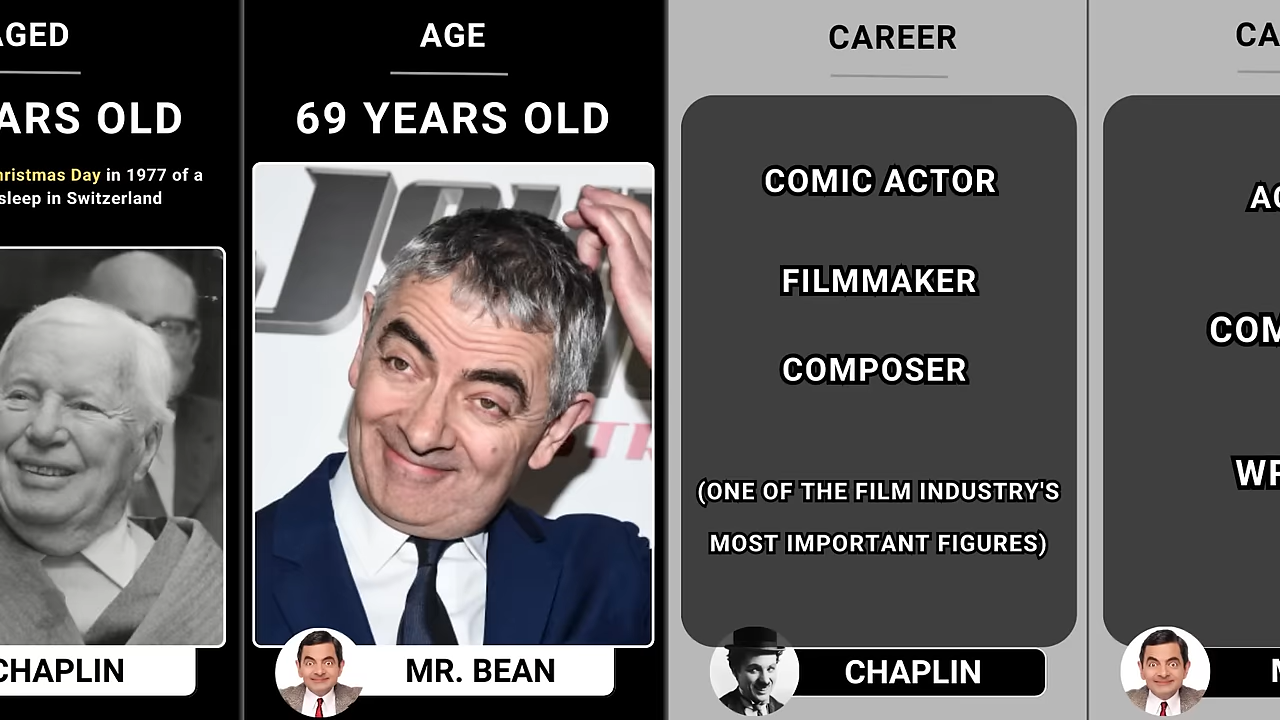 AGED
ARS OLD
hristmas Day in 1977 of a
sleep in Switzerland
CHAPLIN
AGE
69 YEARS OLD
MR. BEAN
CAREER
COMIC ACTOR
FILMMAKER
COMPOSER
(ONE OF THE FILM INDUSTRY'S
MOST IMPORTANT FIGURES)
CHAPLIN
CA
AC
COM
M